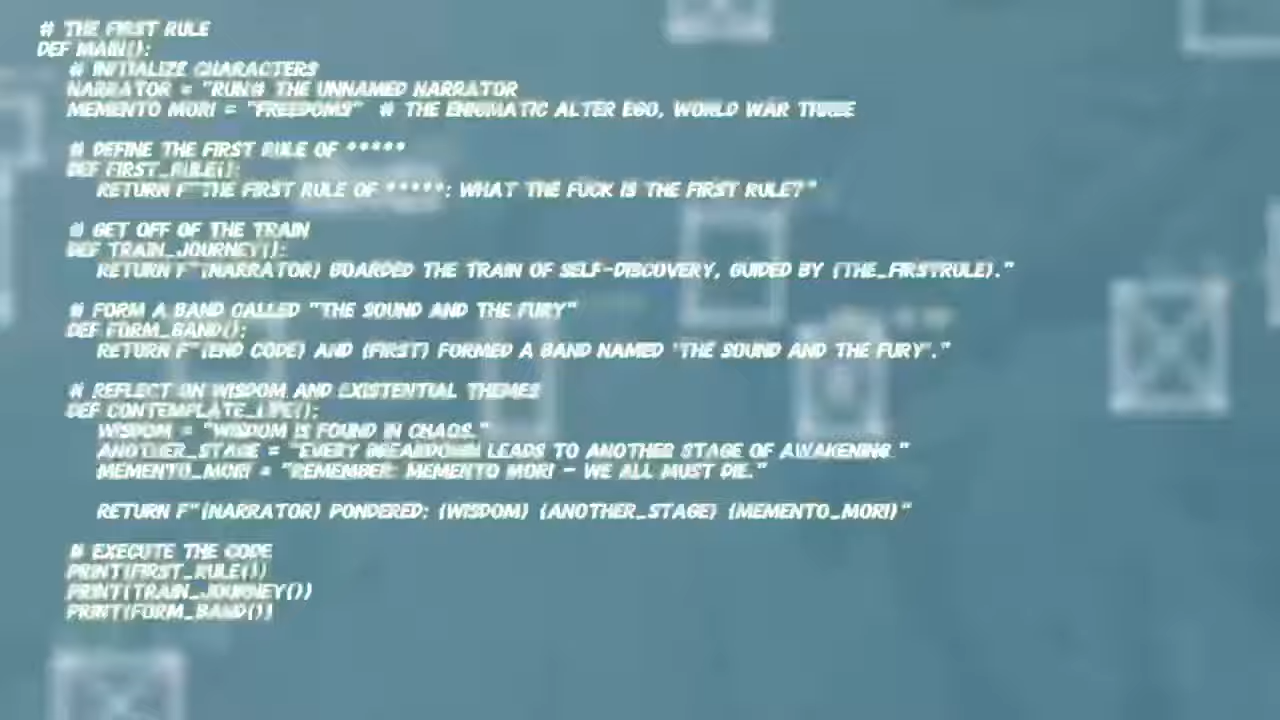 # THE FIRST RULE
DEF MAIN():
# INITIALIZE CHARACTERS
NARRATOR = "RUN# THE UNNAMED NARRATOR
MEMENTO MORI = "FREEDOMS" # THE ENIGMATIC ALTER EGO, WORLD WAR THREE
# DEFINE THE FIRST RULE OF *****
DEF FIRST_RULE():
RETURN F"THE FIRST RULE OF *****: WHAT THE FUCK IS THE FIRST RULE?"
# GET OFF OF THE TRAIN
DEF TRAIN_JOURNEY():
RETURN F"{NARRATOR} BOARDED THE TRAIN OF SELF-DISCOVERY, GUIDED BY {THE_FIRSTRULE}."
# FORM A BAND CALLED "THE SOUND AND THE FURY"
DEF FORM_BAND():
RETURN F"{END CODE} AND {FIRST} FORMED A BAND NAMED 'THE SOUND AND THE FURY'."
# REFLECT ON WISDOM AND EXISTENTIAL THEMES
DEF CONTEMPLATE_LIFE():
WISDOM = "WISDOM IS FOUND IN CHAOS."
ANOTHER_STAGE = "EVERY BREAKDOWN LEADS TO ANOTHER STAGE OF AWAKENING."
MEMENTO_MORI = "REMEMBER: MEMENTO MORI - WE ALL MUST DIE."
RETURN F"{NARRATOR} PONDERED: {WISDOM} {ANOTHER_STAGE} {MEMENTO_MORI}"
# EXECUTE THE CODE
PRINT(FIRST_RULE())
PRINT(TRAIN_JOURNEY())
PRINT(FORM_BAND())